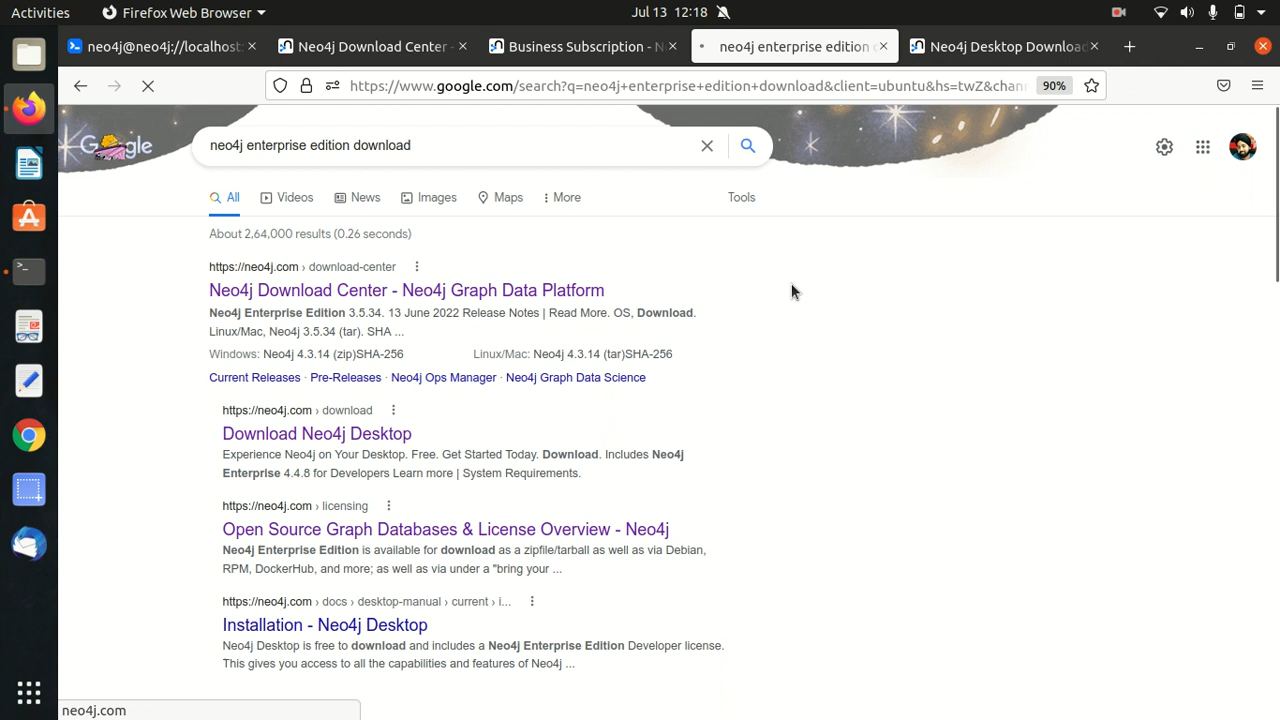 Activities
Firefox Web Browser
Jul 13 12:18
neo4j@neo4j://localhost:
Neo4j Download Center -
Business Subscription - N
neo4j enterprise edition
Neo4j Desktop Download
https://www.google.com/search?q=neo4j+enterprise+edition+download&client=ubuntu&hs=twZ&chan
90%
Google
neo4j enterprise edition download
All
Videos
News
Images
Maps
More
Tools
About 2,64,000 results (0.26 seconds)
https://neo4j.com › download-center
Neo4j Download Center - Neo4j Graph Data Platform
Neo4j Enterprise Edition 3.5.34. 13 June 2022 Release Notes | Read More. OS, Download.
Linux/Mac, Neo4j 3.5.34 (tar). SHA ...
Windows: Neo4j 4.3.14 (zip)SHA-256
Linux/Mac: Neo4j 4.3.14 (tar)SHA-256
Current Releases · Pre-Releases · Neo4j Ops Manager · Neo4j Graph Data Science
https://neo4j.com › download
Download Neo4j Desktop
Experience Neo4j on Your Desktop. Free. Get Started Today. Download. Includes Neo4j
Enterprise 4.4.8 for Developers Learn more | System Requirements.
https://neo4j.com › licensing
Open Source Graph Databases & License Overview - Neo4j
Neo4j Enterprise Edition is available for download as a zipfile/tarball as well as via Debian,
RPM, DockerHub, and more; as well as via under a "bring your ...
https://neo4j.com › docs › desktop-manual › current › i...
Installation - Neo4j Desktop
Neo4j Desktop is free to download and includes a Neo4j Enterprise Edition Developer license.
This gives you access to all the capabilities and features of Neo4j ...
neo4j.com